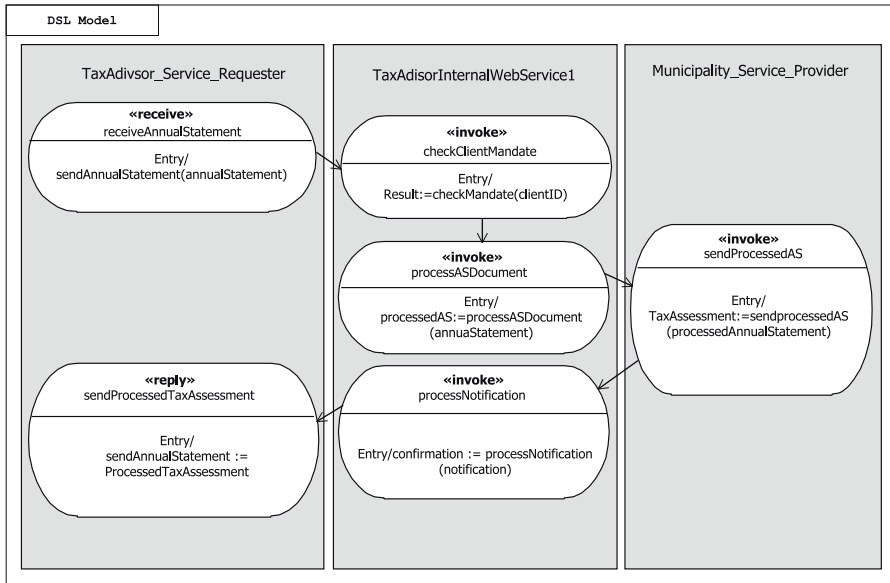 DSL Model
TaxAdivsor_Service_Requester
«receive»
receiveAnnualStatement
Entry/
sendAnnualStatement(annualStatement)
«reply»
sendProcessedTaxAssessment
Entry/
sendAnnualStatement :=
ProcessedTaxAssessment
TaxAdisorInternalWebService1
«invoke»
checkClientMandate
Entry/
Result:=checkMandate(clientID)
«invoke»
processASDocument
Entry/
processedAS:=processASDocument
(annuaStatement)
«invoke»
processNotification
Entry/confirmation := processNotification
(notification)
Municipality_Service_Provider
«invoke»
sendProcessedAS
Entry/
TaxAssessment:=sendprocessedAS
(processedAnnualStatement)